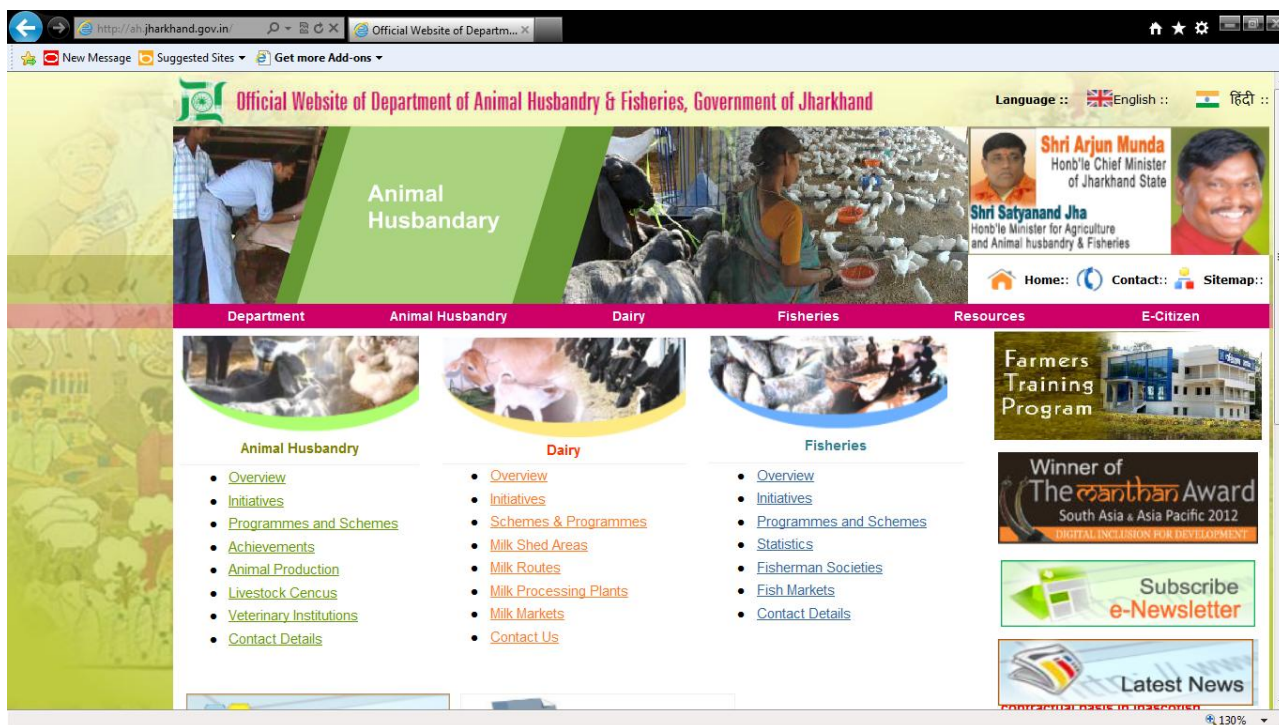 http://ah.jharkhand.gov.in/
Official Website of Departm...
New Message Suggested Sites Get more Add-ons
Official Website of Department of Animal Husbandry & Fisheries, Government of Jharkhand
Language :: English :: हिंदी ::
Animal
Husbandary
Shri Arjun Munda
Honb'le Chief Minister
of Jharkhand State
Shri Satyanand Jha
Honb'le Minister for Agriculture
and Animal husbandry & Fisheries
Home:: Contact:: Sitemap::
Department Animal Husbandry Dairy Fisheries Resources E-Citizen
Animal Husbandry
Overview
Initiatives
Programmes and Schemes
Achievements
Animal Production
Livestock Cencus
Veterinary Institutions
Contact Details
Dairy
Overview
Initiatives
Schemes & Programmes
Milk Shed Areas
Milk Routes
Milk Processing Plants
Milk Markets
Contact Us
Fisheries
Overview
Initiatives
Programmes and Schemes
Statistics
Fisherman Societies
Fish Markets
Contact Details
Farmers
Training
Program
Winner of
The manthan Award
South Asia & Asia Pacific 2012
DIGITAL INCLUSION FOR DEVELOPMENT
Subscribe
e-Newsletter
Latest News
contractual basis in
130%